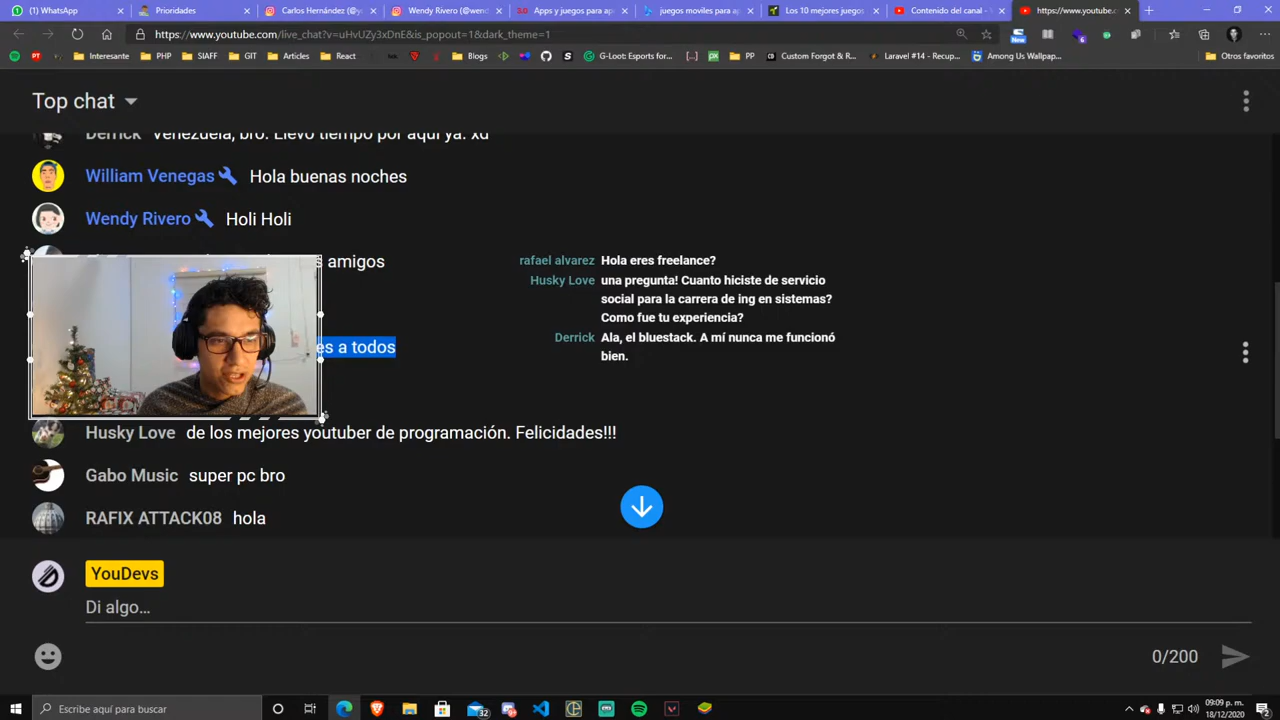 (1) WhatsApp
Prioridades
Carlos Hernández (@yo
Wendy Rivero (@wend
Apps y juegos para ap
juegos moviles para ap
Los 10 mejores juegos
Contenido del canal -
https://www.youtube.c
https://www.youtube.com/live_chat?v=uHvUZy3xDnE&is_popout=1&dark_theme=1
Interesante
PHP
SIAFF
GIT
Articles
React
Blogs
G-Loot: Esports for...
PP
Custom Forgot & R...
Laravel #14 - Recup...
Among Us Wallpap...
Otros favoritos
Top chat
Derrick Venezuela, bro. Llevo tiempo por aquí ya. xd
William Venegas Hola buenas noches
Wendy Rivero Holi Holi
amigos
es a todos
Husky Love de los mejores youtuber de programación. Felicidades!!!
Gabo Music super pc bro
RAFIX ATTACK08 hola
rafael alvarez Hola eres freelance?
Husky Love una pregunta! Cuanto hiciste de servicio
social para la carrera de ing en sistemas?
Como fue tu experiencia?
Derrick Ala, el bluestack. A mí nunca me funcionó
bien.
YouDevs
Di algo...
0/200
Escribe aquí para buscar
32
09:09 p. m.
18/12/2020
2